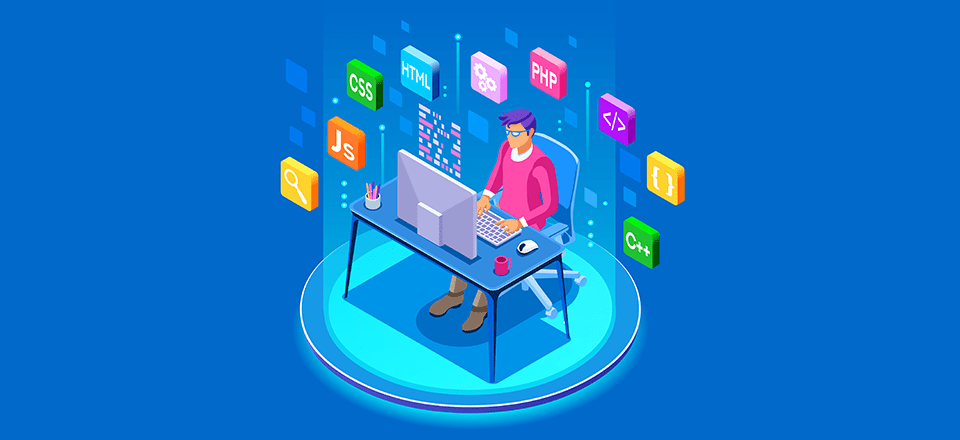 HTML
PHP
CSS
</>
Js
{ }
C++